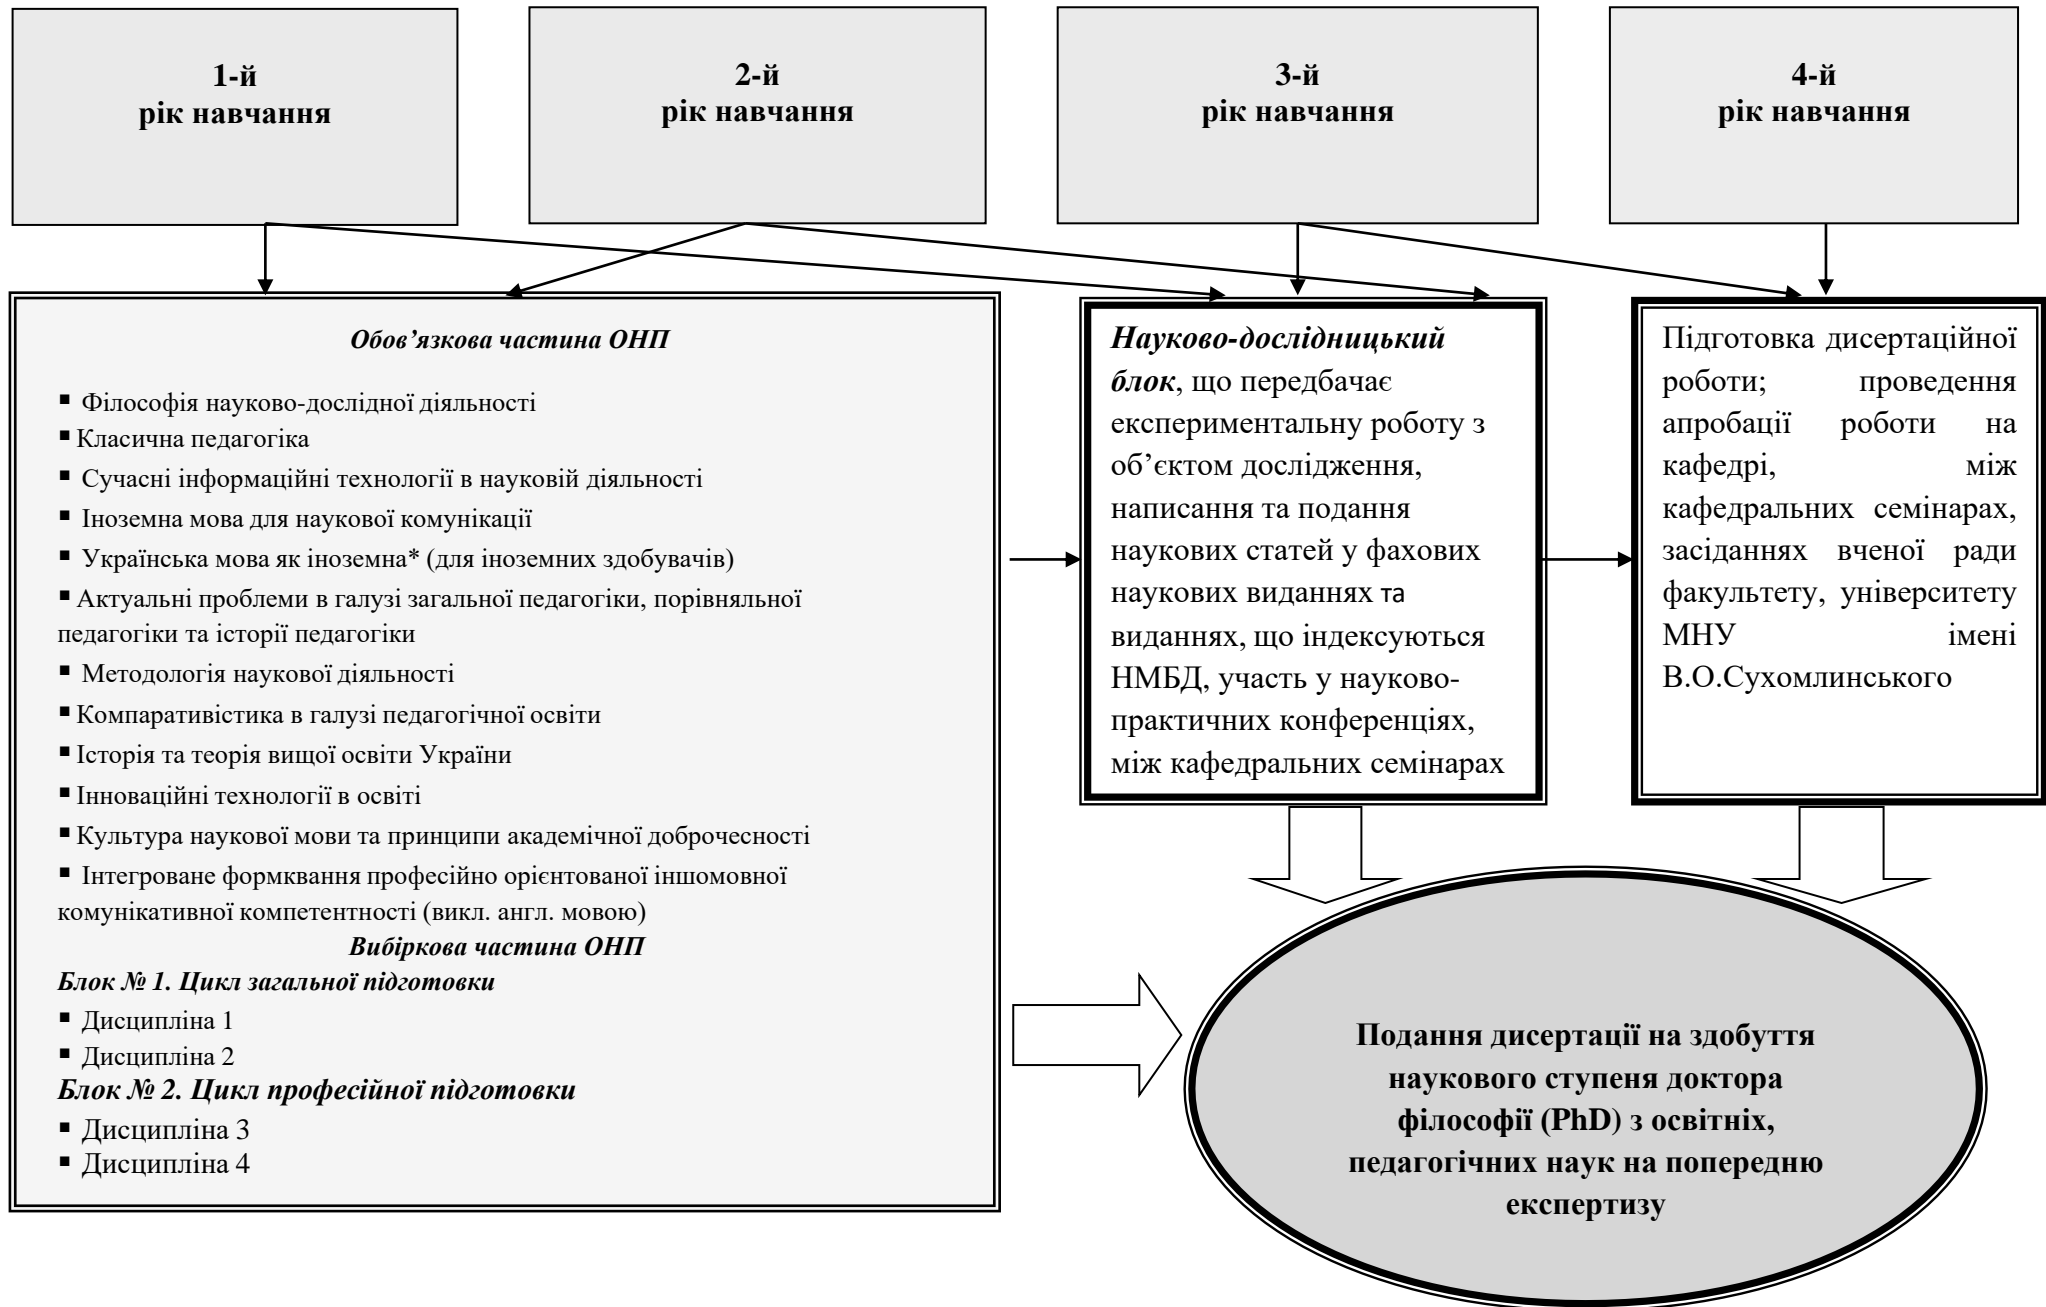 1-й
рік навчання
2-й
рік навчання
3-й
рік навчання
4-й
рік навчання
Обов’язкова частина ОНП
▪ Філософія науково-дослідної діяльності
▪ Класична педагогіка
▪ Сучасні інформаційні технології в науковій діяльності
▪ Іноземна мова для наукової комунікації
▪ Українська мова як іноземна* (для іноземних здобувачів)
▪ Актуальні проблеми в галузі загальної педагогіки, порівняльної
педагогіки та історії педагогіки
▪ Методологія наукової діяльності
▪ Компаративістика в галузі педагогічної освіти
▪ Історія та теорія вищої освіти України
▪ Інноваційні технології в освіті
▪ Культура наукової мови та принципи академічної доброчесності
▪ Інтегроване формквання професійно орієнтованої іншомовної
комунікативної компетентності (викл. англ. мовою)
Вибіркова частина ОНП
Блок № 1. Цикл загальної підготовки
▪ Дисципліна 1
▪ Дисципліна 2
Блок № 2. Цикл професійної підготовки
▪ Дисципліна 3
▪ Дисципліна 4
Науково-дослідницький
блок, що передбачає
експериментальну роботу з
об’єктом дослідження,
написання та подання
наукових статей у фахових
наукових виданнях та
виданнях, що індексуються
НМБД, участь у науково-
практичних конференціях,
між кафедральних семінарах
Підготовка дисертаційної
роботи; проведення
апробації роботи на
кафедрі, між
кафедральних семінарах,
засіданнях вченої ради
факультету, університету
МНУ імені
В.О.Сухомлинського
Подання дисертації на здобуття
наукового ступеня доктора
філософії (PhD) з освітніх,
педагогічних наук на попередню
експертизу